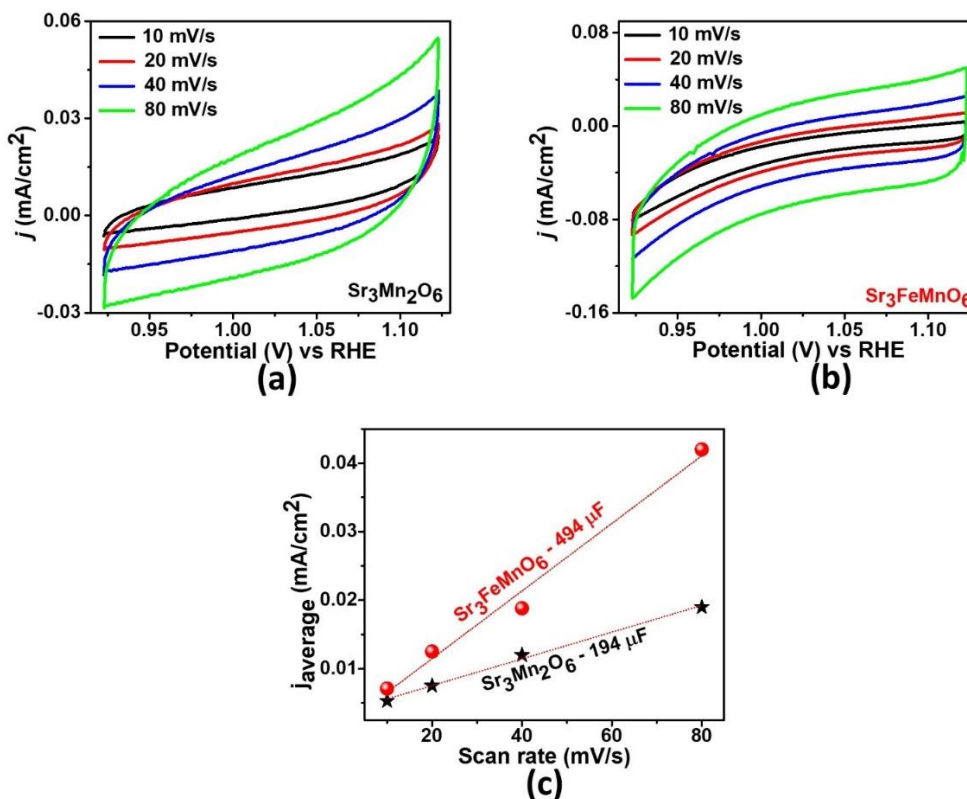 0.06
0.03
0.00
-0.03
j (mA/cm²)
10 mV/s
20 mV/s
40 mV/s
80 mV/s
Sr₃Mn₂O₆
0.95 1.00 1.05 1.10
Potential (V) vs RHE
(a)
0.08
0.00
-0.08
-0.16
j (mA/cm²)
10 mV/s
20 mV/s
40 mV/s
80 mV/s
Sr₃FeMnO₆
0.95 1.00 1.05 1.10
Potential (V) vs RHE
(b)
0.04
0.03
0.02
0.01
javerage (mA/cm²)
Sr₃FeMnO₆ - 494 μF
Sr₃Mn₂O₆ - 194 μF
20 40 60 80
Scan rate (mV/s)
(c)